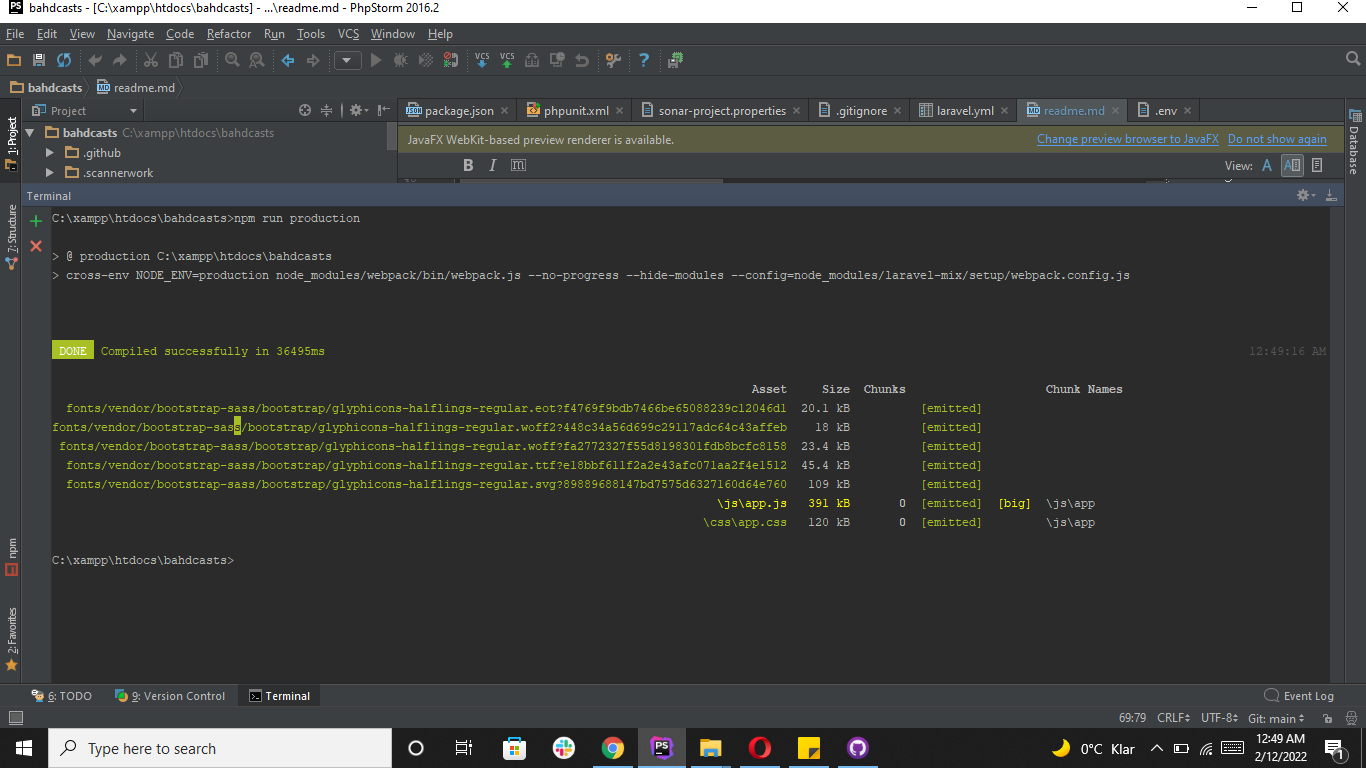 bahdcasts - [C:\xampp\htdocs\bahdcasts] - ...\readme.md - PhpStorm 2016.2
File Edit View Navigate Code Refactor Run Tools VCS Window Help
bahdcasts readme.md
Project
package.json phpunit.xml sonar-project.properties .gitignore laravel.yml readme.md .env
bahdcasts C:\xampp\htdocs\bahdcasts
.github
.scannerwork
JavaFX WebKit-based preview renderer is available. Change preview browser to JavaFX Do not show again
B I m View: A A
1: Project
7: Structure
npm
2: Favorites
Database
Terminal
C:\xampp\htdocs\bahdcasts>npm run production
> @ production C:\xampp\htdocs\bahdcasts
> cross-env NODE_ENV=production node_modules/webpack/bin/webpack.js --no-progress --hide-modules --config=node_modules/laravel-mix/setup/webpack.config.js
DONE Compiled successfully in 36495ms 12:49:16 AM
Asset Size Chunks Chunk Names
fonts/vendor/bootstrap-sass/bootstrap/glyphicons-halflings-regular.eot?f4769f9bdb7466be65088239c12046d1 20.1 kB [emitted]
fonts/vendor/bootstrap-sass/bootstrap/glyphicons-halflings-regular.woff2?448c34a56d699c29117adc64c43affeb 18 kB [emitted]
fonts/vendor/bootstrap-sass/bootstrap/glyphicons-halflings-regular.woff?fa2772327f55d8198301fdb8bcfc8158 23.4 kB [emitted]
fonts/vendor/bootstrap-sass/bootstrap/glyphicons-halflings-regular.ttf?e18bbf611f2a2e43afc071aa2f4e1512 45.4 kB [emitted]
fonts/vendor/bootstrap-sass/bootstrap/glyphicons-halflings-regular.svg?89889688147bd7575d6327160d64e760 109 kB [emitted]
\js\app.js 391 kB 0 [emitted] [big] \js\app
\css\app.css 120 kB 0 [emitted] \js\app
C:\xampp\htdocs\bahdcasts>
6: TODO 9: Version Control Terminal Event Log
69:79 CRLF UTF-8 Git: main
Type here to search
0°C Klar
12:49 AM
2/12/2022
1